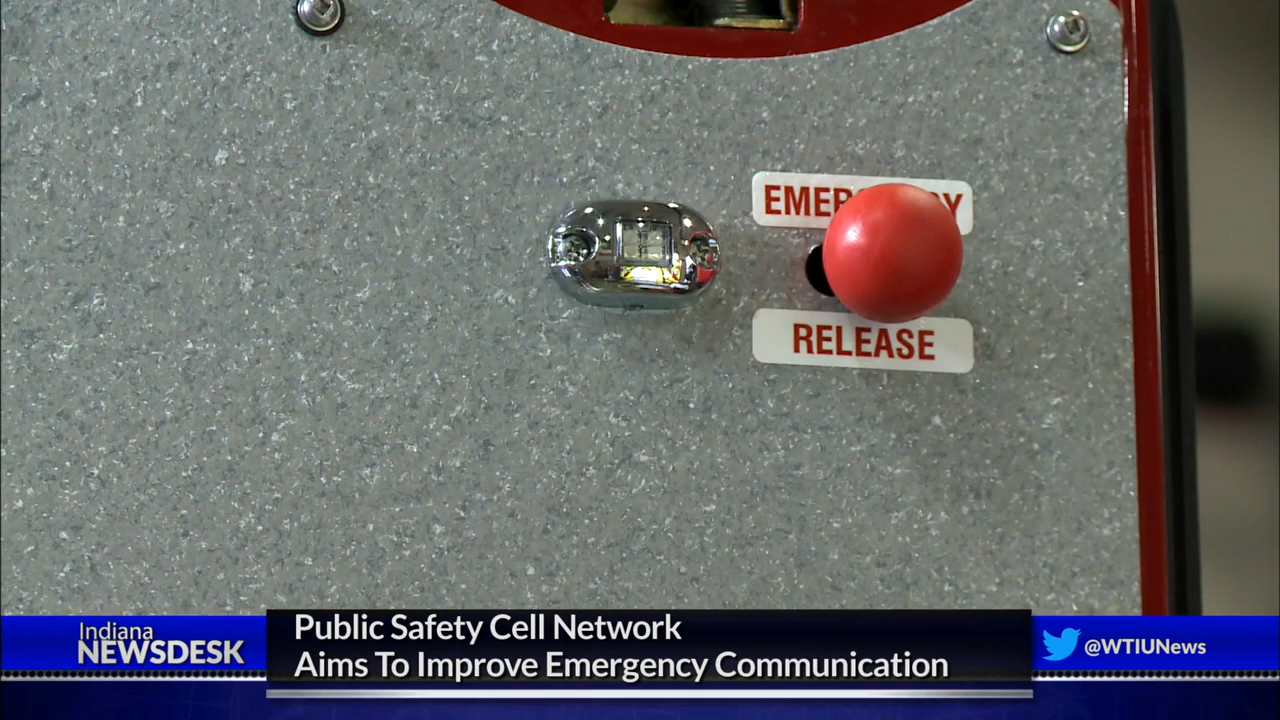 RELEASE
Indiana
NEWSDESK
Public Safety Cell Network
Aims To Improve Emergency Communication
@WTIUNews